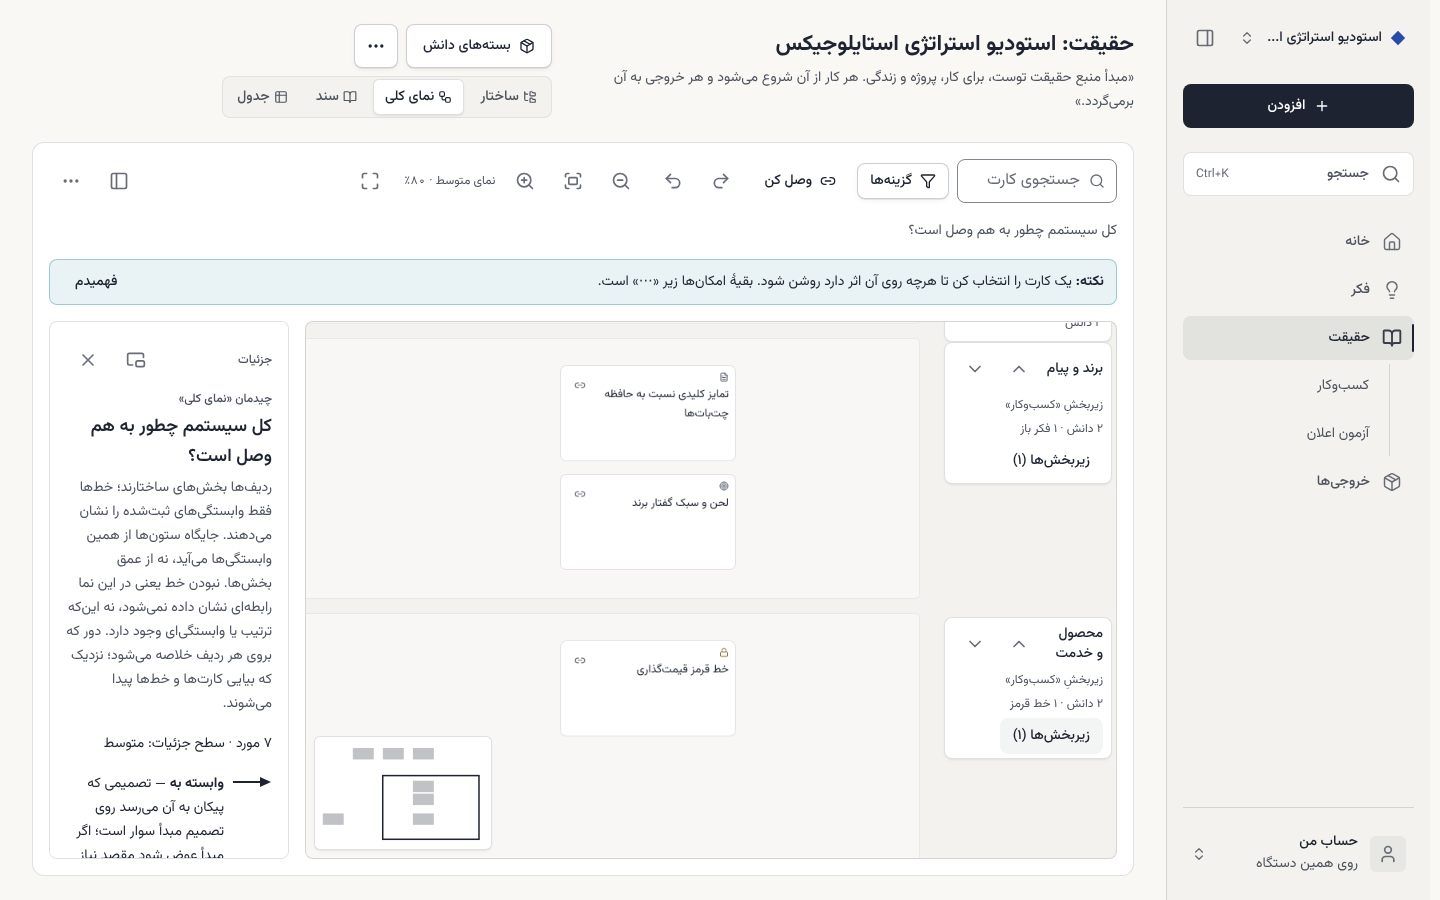 استودیو استراتژی ا...
افزودن
جستجو
Ctrl+K
خانه
فکر
حقیقت
کسب‌وکار
آزمون اعلان
خروجی‌ها
حساب من
روی همین دستگاه
حقیقت: استودیو استراتژی استایلوجیکس
«مبدأ منبع حقیقت توست، برای کار، پروژه و زندگی. هر کار از آن شروع می‌شود و هر خروجی به آن
برمی‌گردد.»
بسته‌های دانش
ساختار
نمای کلی
سند
جدول
جستجوی کارت
گزینه‌ها
وصل کن
نمای متوسط · ۸۰٪
کل سیستمم چطور به هم وصل است؟
نکته: یک کارت را انتخاب کن تا هرچه روی آن اثر دارد روشن شود. بقیهٔ امکان‌ها زیر «⋯» است.
فهمیدم
برند و پیام
زیربخشِ «کسب‌وکار»
۲ دانش · ۱ فکر باز
زیربخش‌ها (۱)
تمایز کلیدی نسبت به حافظه
چت‌بات‌ها
لحن و سبک گفتار برند
محصول
و خدمت
زیربخشِ «کسب‌وکار»
۲ دانش · ۱ خط قرمز
زیربخش‌ها (۱)
خط قرمز قیمت‌گذاری
جزئیات
چیدمان «نمای کلی»
کل سیستمم چطور به هم
وصل است؟
ردیف‌ها بخش‌های ساختارند؛ خط‌ها
فقط وابستگی‌های ثبت‌شده را نشان
می‌دهند. جایگاه ستون‌ها از همین
وابستگی‌ها می‌آید، نه از عمق
بخش‌ها. نبودن خط یعنی در این نما
رابطه‌ای نشان داده نمی‌شود، نه این‌که
ترتیب یا وابستگی‌ای وجود دارد. دور که
بروی هر ردیف خلاصه می‌شود؛ نزدیک
که بیایی کارت‌ها و خط‌ها پیدا
می‌شوند.
۷ مورد · سطح جزئیات: متوسط
وابسته به — تصمیمی که
پیکان به آن می‌رسد روی
تصمیم مبدأ سوار است؛ اگر
مبدأ عوض شود مقصد نیاز